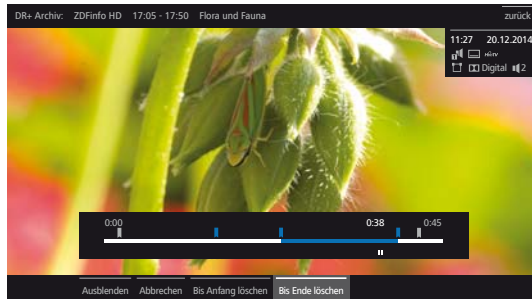 DR+ Archiv: ZDFinfo HD 17:05 - 17:50 Flora und Fauna
zurück
11:27 20.12.2014
Digital 2
0:00 0:38 0:45
Ausblenden Abbrechen Bis Anfang löschen Bis Ende löschen